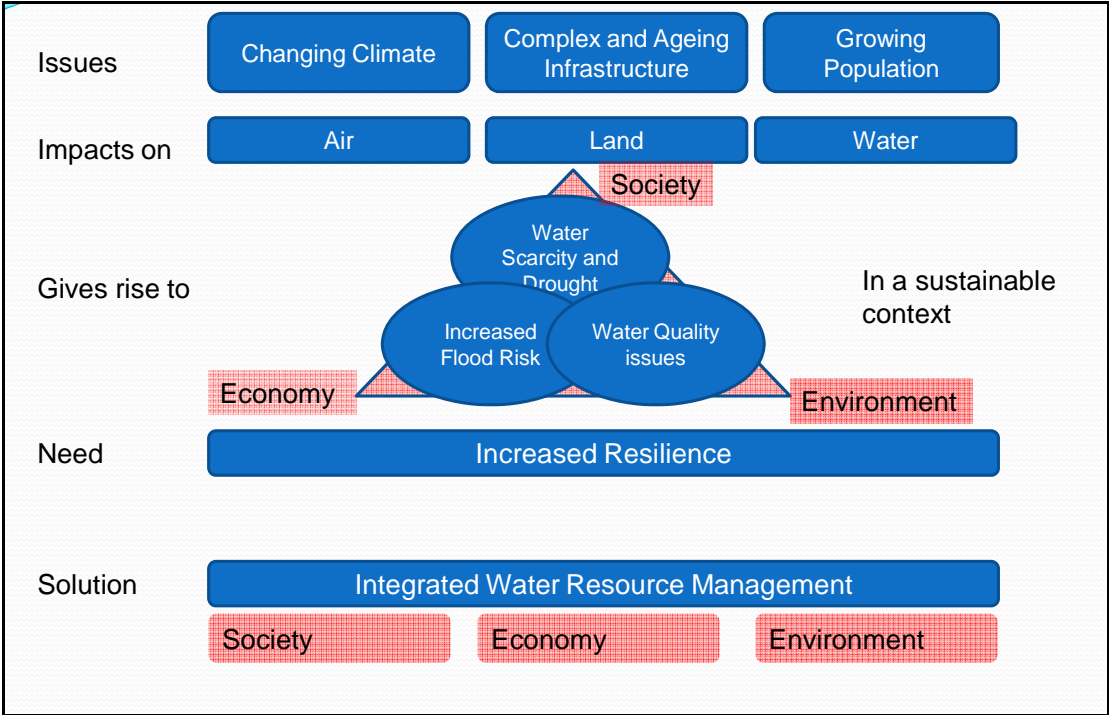 Issues
Changing Climate
Complex and Ageing
Infrastructure
Growing
Population
Impacts on
Air
Land
Water
Society
Water
Scarcity and
Drought
Gives rise to
In a sustainable
context
Increased
Flood Risk
Water Quality
issues
Economy
Environment
Need
Increased Resilience
Solution
Integrated Water Resource Management
Society
Economy
Environment